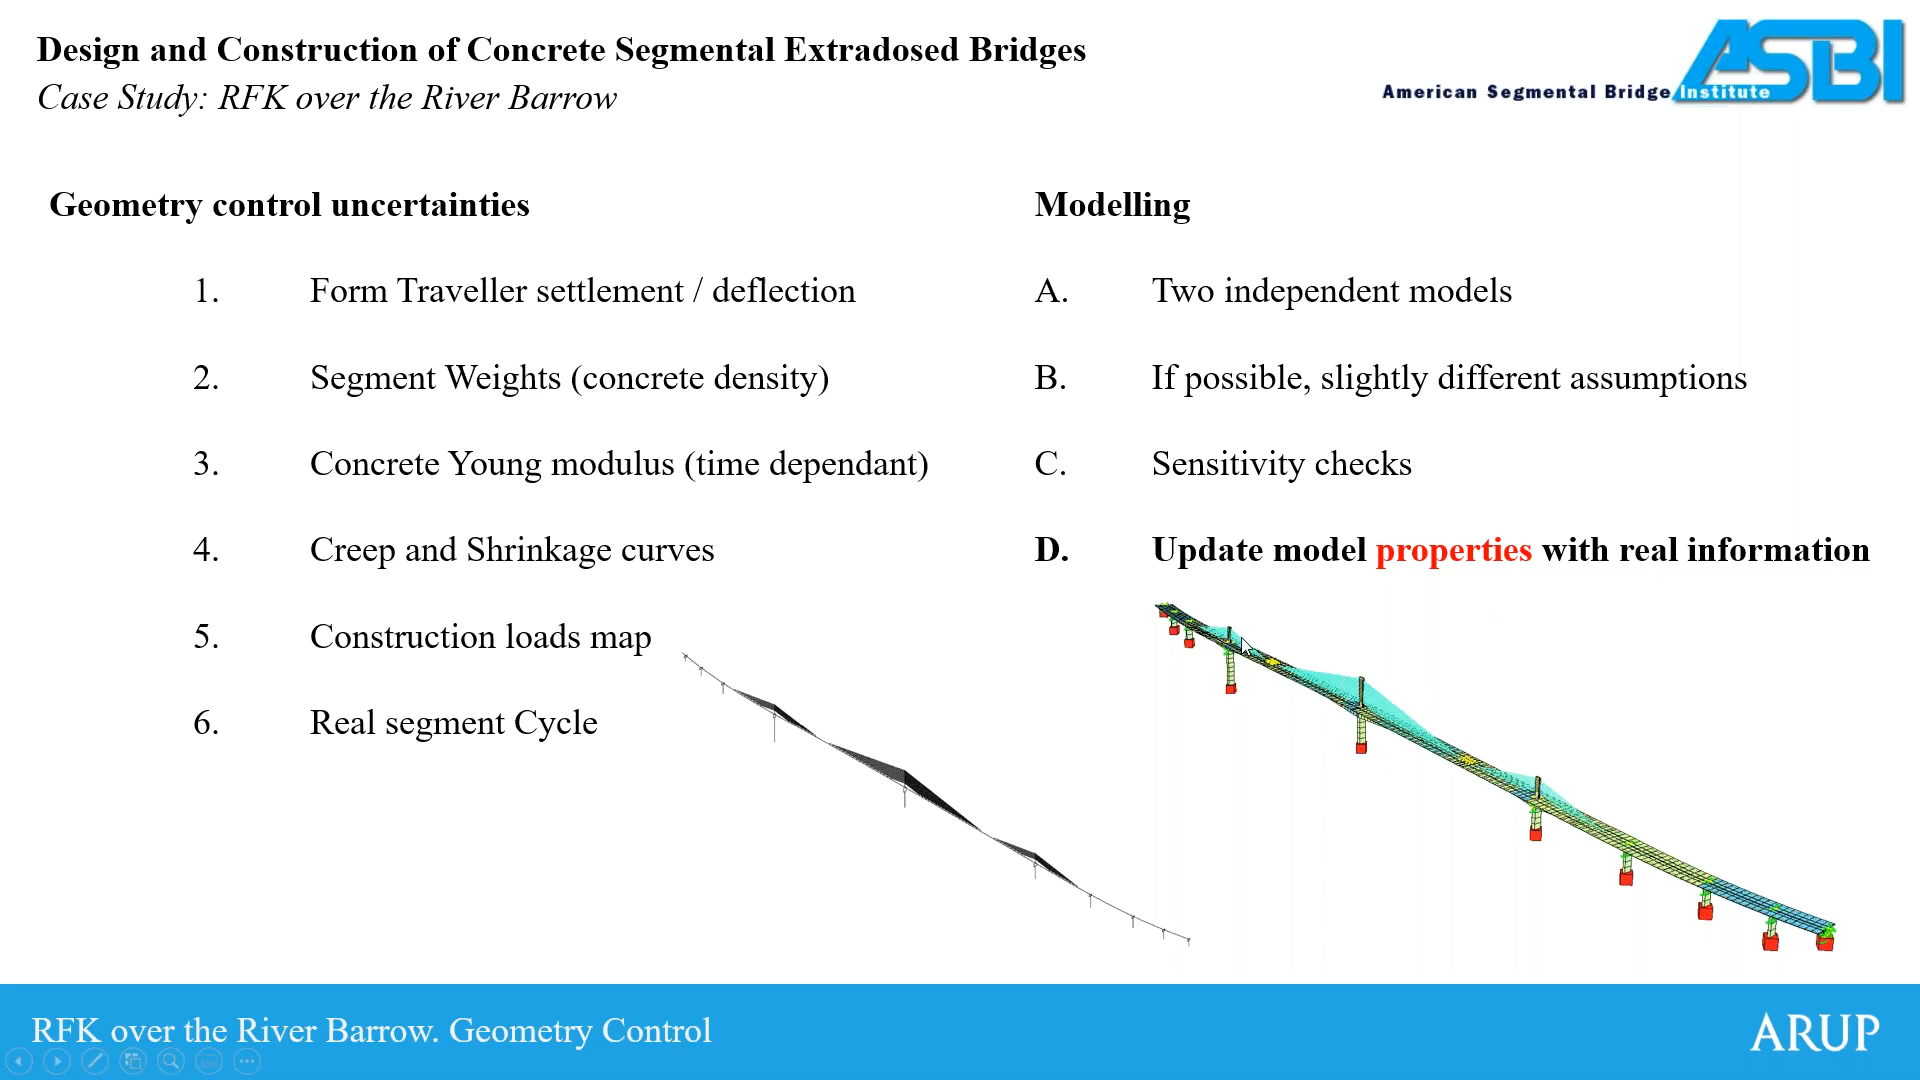 Design and Construction of Concrete Segmental Extradosed Bridges
Case Study: RFK over the River Barrow
American Segmental Bridge Institute
ASBI
Geometry control uncertainties
1. Form Traveller settlement / deflection
2. Segment Weights (concrete density)
3. Concrete Young modulus (time dependant)
4. Creep and Shrinkage curves
5. Construction loads map
6. Real segment Cycle
Modelling
A. Two independent models
B. If possible, slightly different assumptions
C. Sensitivity checks
D. Update model properties with real information
RFK over the River Barrow. Geometry Control
ARUP